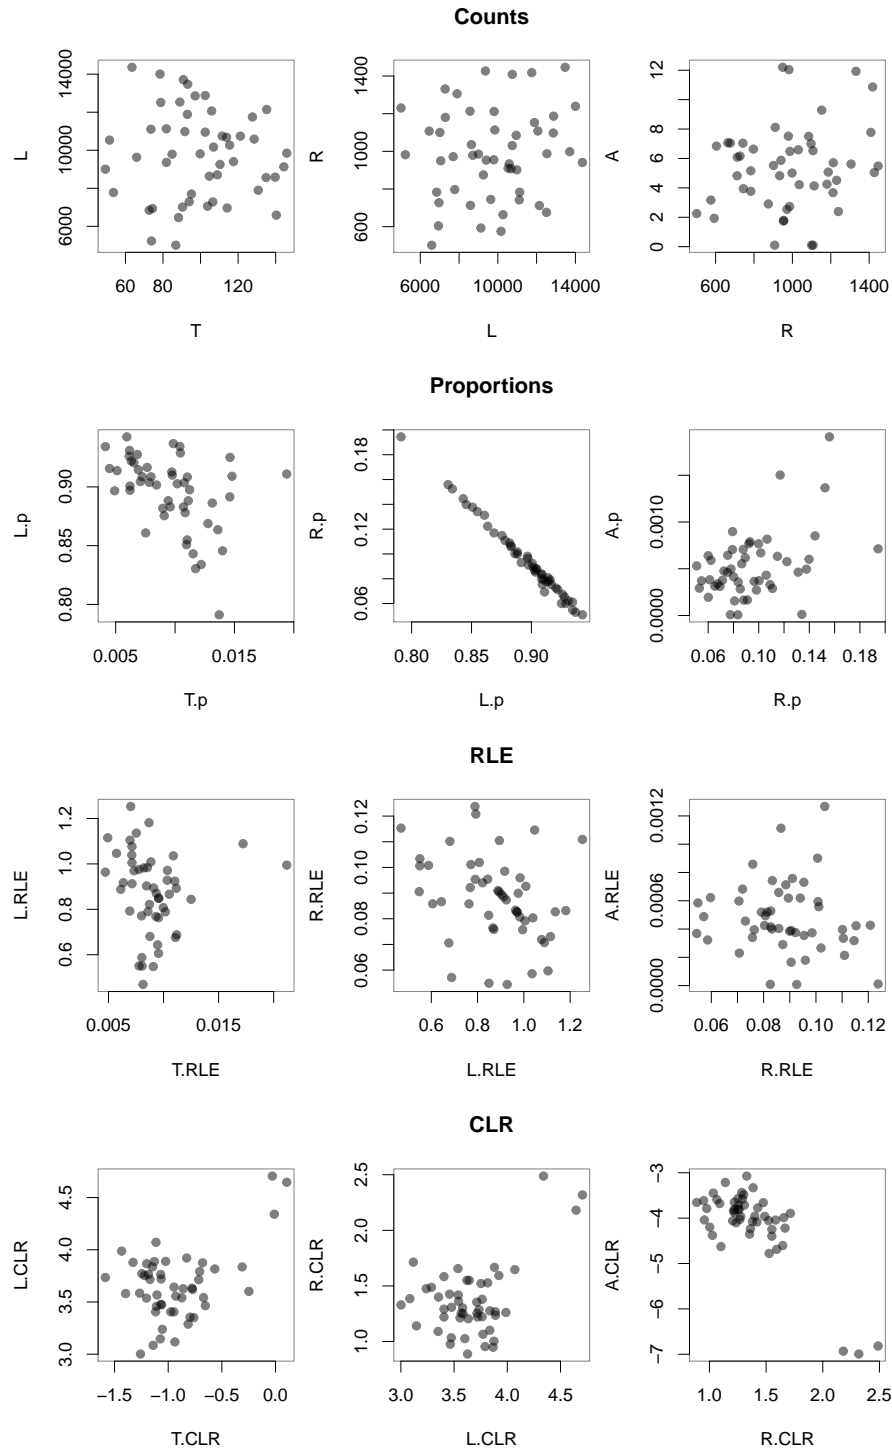 Counts
L
14000
10000
6000
60 80 120
T
R
1400
1000
600
6000 10000 14000
L
A
12
8
6
4
2
0
600 1000 1400
R
Proportions
L.p
0.90
0.85
0.80
0.005 0.015
T.p
R.p
0.18
0.12
0.06
0.80 0.85 0.90
L.p
A.p
0.0010
0.0000
0.06 0.10 0.14 0.18
R.p
RLE
L.RLE
1.2
1.0
0.8
0.6
0.005 0.015
T.RLE
R.RLE
0.12
0.10
0.08
0.06
0.6 0.8 1.0 1.2
L.RLE
A.RLE
0.0012
0.0006
0.0000
0.06 0.08 0.10 0.12
R.RLE
CLR
L.CLR
4.5
4.0
3.5
3.0
−1.5 −1.0 −0.5 0.0
T.CLR
R.CLR
2.5
2.0
1.5
1.0
3.0 3.5 4.0 4.5
L.CLR
A.CLR
−3
−4
−5
−6
−7
1.0 1.5 2.0 2.5
R.CLR